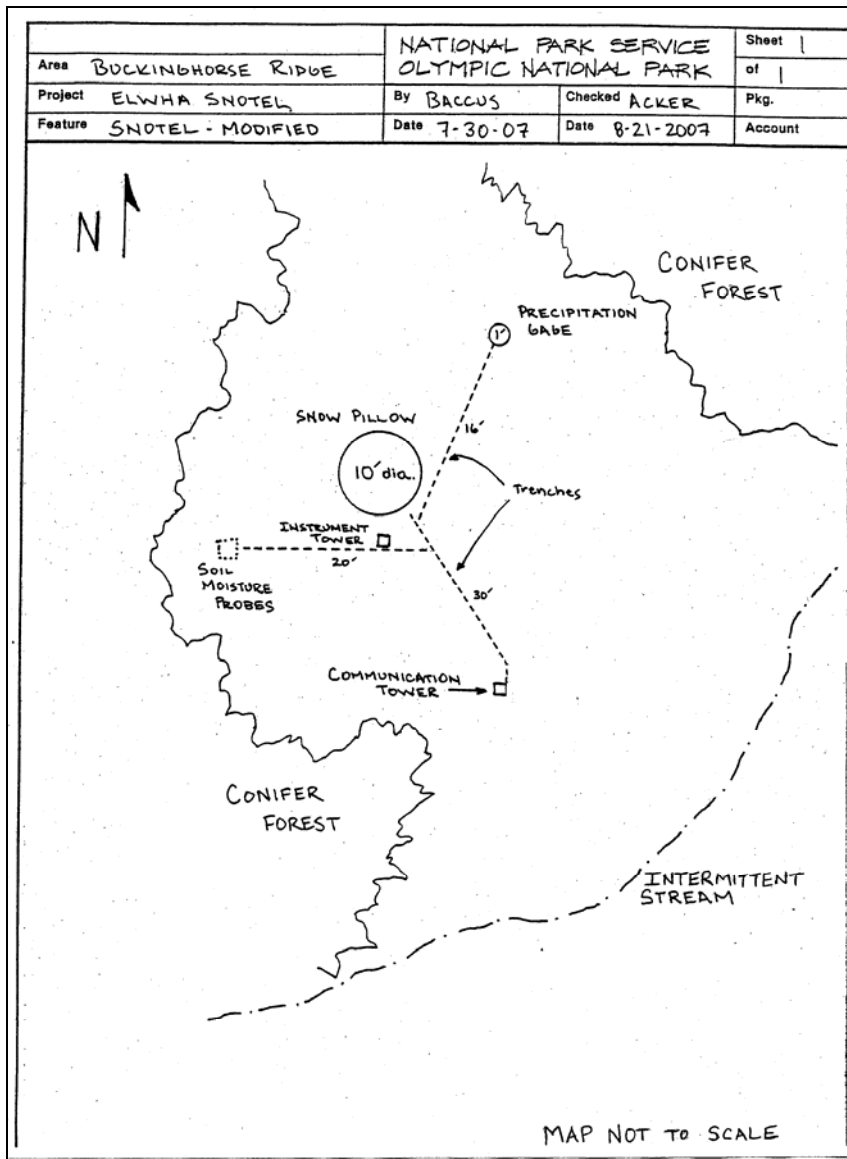 NATIONAL PARK SERVICE
OLYMPIC NATIONAL PARK
Sheet 1
of 1
Area BUCKINGHORSE RIDGE
Project ELWHA SNOTEL
By BACCUS
Checked ACKER
Pkg.
Feature SNOTEL - MODIFIED
Date 7-30-07
Date 8-21-2007
Account
N
CONIFER
FOREST
PRECIPITATION
GAGE
1'
SNOW PILLOW
16'
10' dia.
Trenches
INSTRUMENT
TOWER
20'
SOIL
MOISTURE
PROBES
30'
COMMUNICATION
TOWER
CONIFER
FOREST
INTERMITTENT
STREAM
MAP NOT TO SCALE